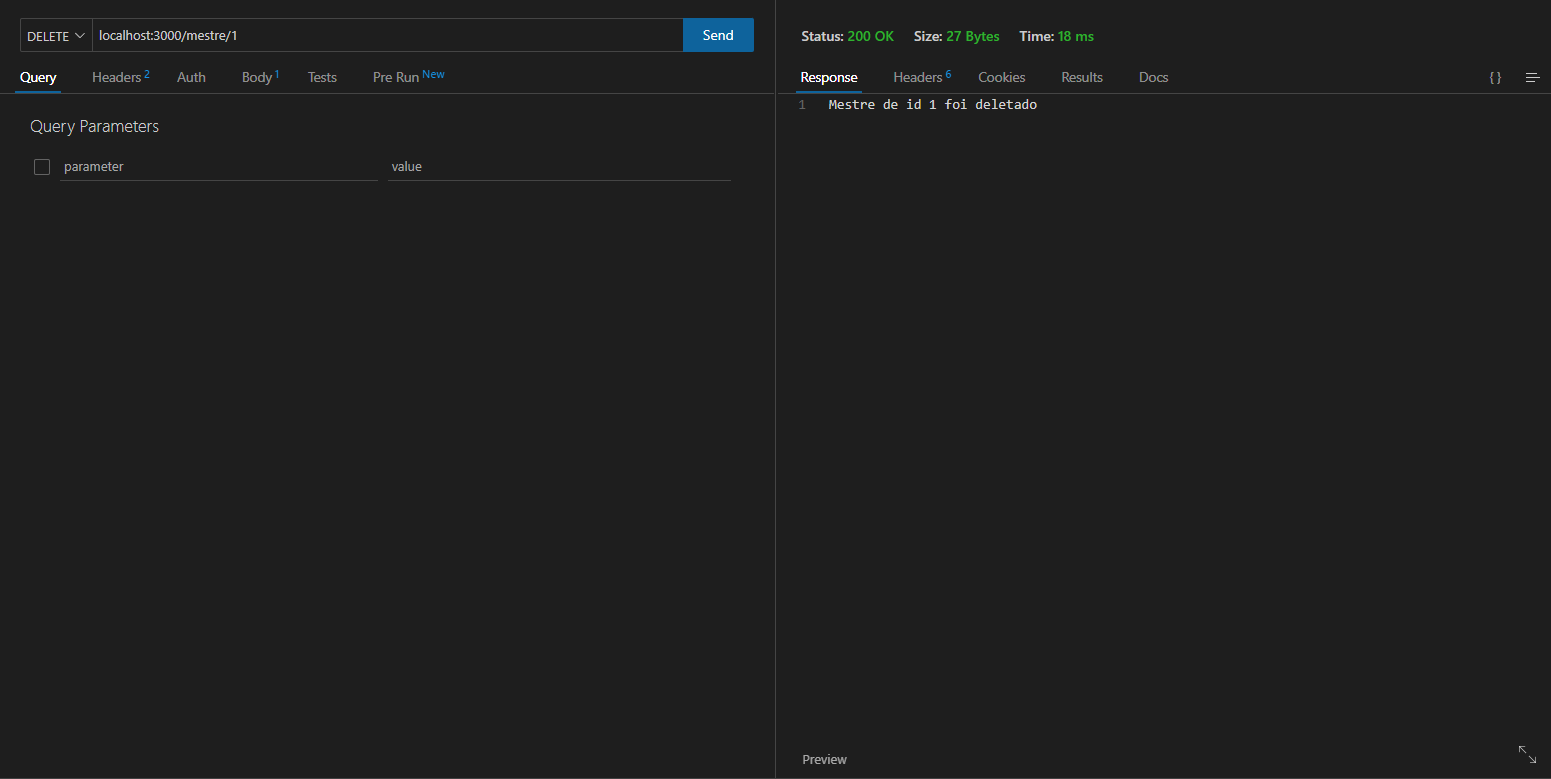 DELETE localhost:3000/mestre/1 Send
Query Headers 2 Auth Body 1 Tests Pre Run New
Query Parameters
parameter value
Status: 200 OK Size: 27 Bytes Time: 18 ms
Response Headers 6 Cookies Results Docs { }
1 Mestre de id 1 foi deletado
Preview